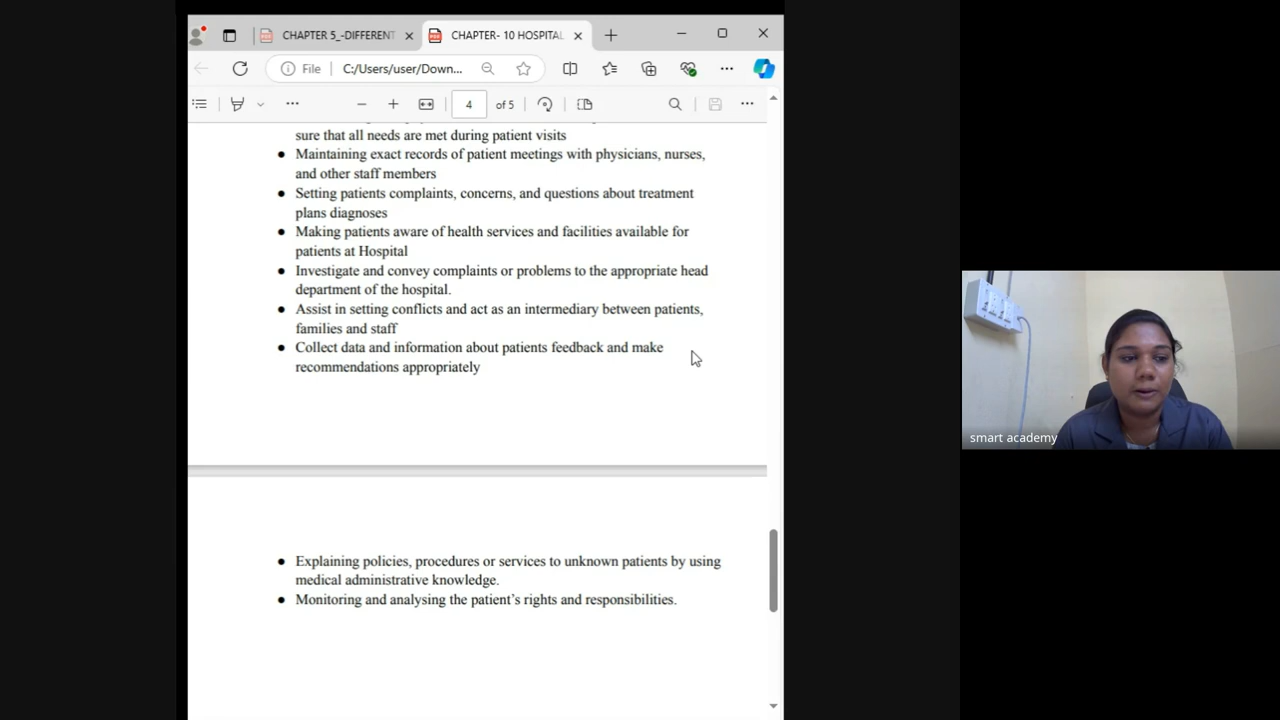 CHAPTER 5_-DIFFERENT
CHAPTER- 10 HOSPITAL
File C:/Users/user/Down...
4 of 5
sure that all needs are met during patient visits
● Maintaining exact records of patient meetings with physicians, nurses,
and other staff members
● Setting patients complaints, concerns, and questions about treatment
plans diagnoses
● Making patients aware of health services and facilities available for
patients at Hospital
● Investigate and convey complaints or problems to the appropriate head
department of the hospital.
● Assist in setting conflicts and act as an intermediary between patients,
families and staff
● Collect data and information about patients feedback and make
recommendations appropriately
● Explaining policies, procedures or services to unknown patients by using
medical administrative knowledge.
● Monitoring and analysing the patient's rights and responsibilities.
smart academy